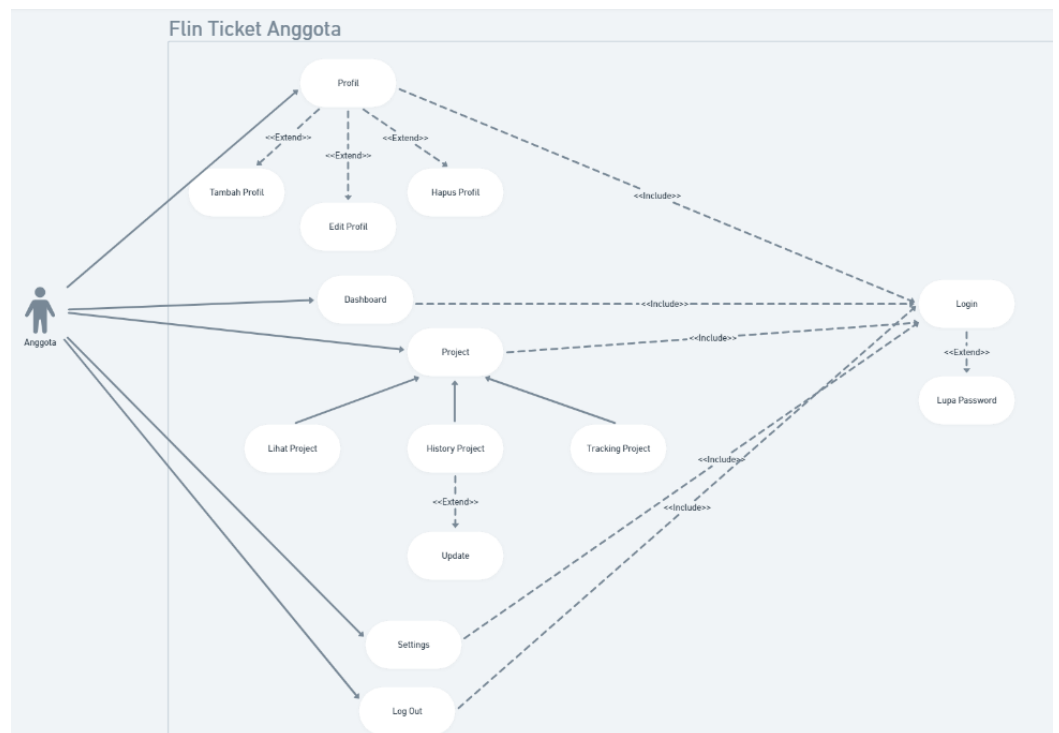 Flin Ticket Anggota
Profil
<<Extend>>
<<Extend>>
<<Extend>>
Tambah Profil
Hapus Profil
<<Include>>
Edit Profil
Anggota
Dashboard
<<Include>>
Login
<<Include>>
Project
<<Extend>>
Lupa Password
Lihat Project
History Project
Tracking Project
<<Include>>
<<Extend>>
<<Include>>
Update
Settings
Log Out